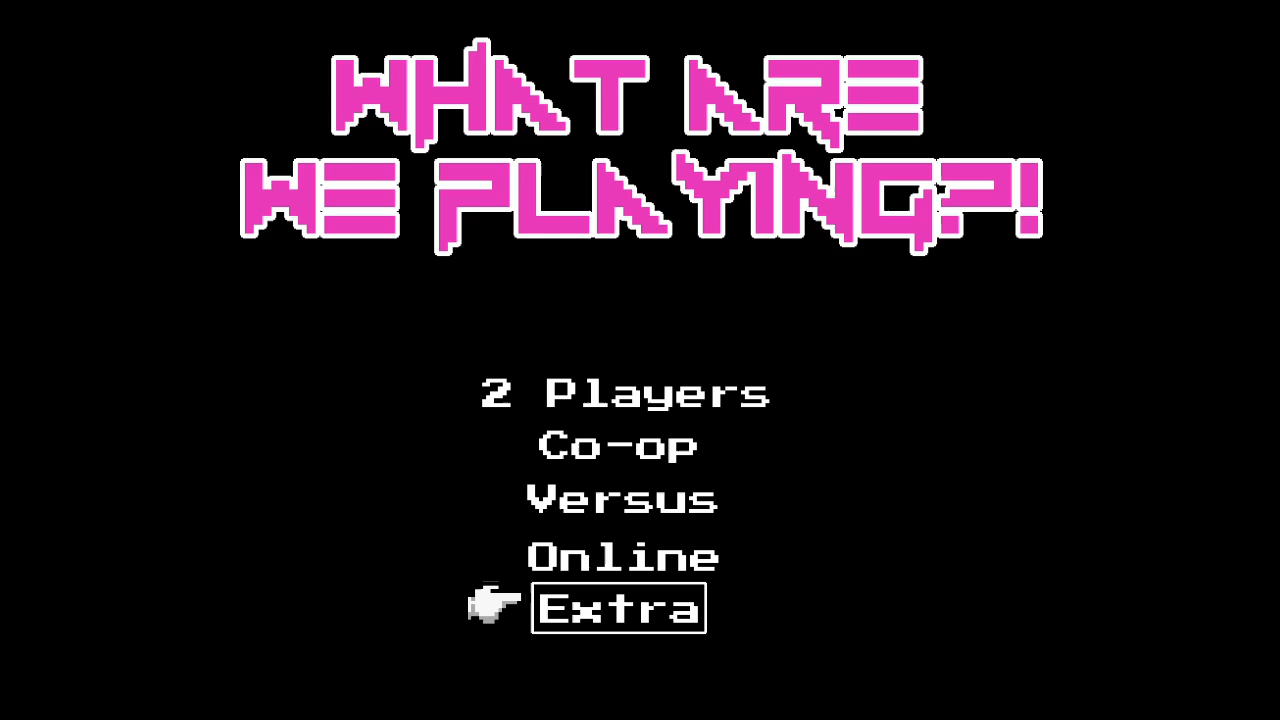 WHAT ARE
WE PLAYING?!
2 Players
Co-op
Versus
Online
Extra